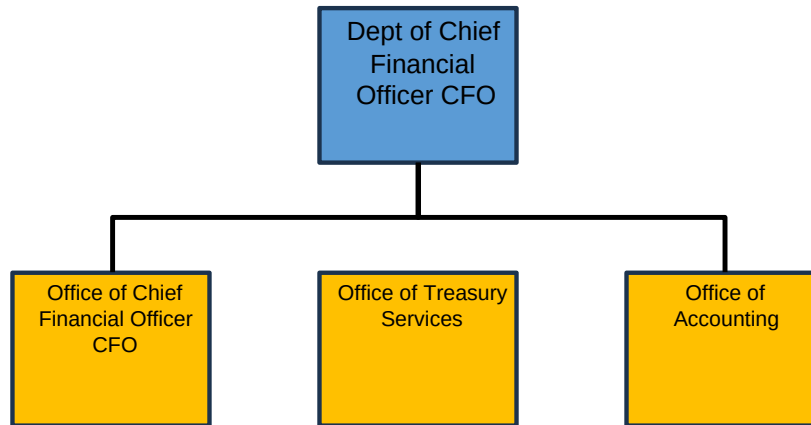 Dept of Chief
Financial
Officer CFO
Office of Chief
Financial Officer
CFO
Office of Treasury
Services
Office of
Accounting